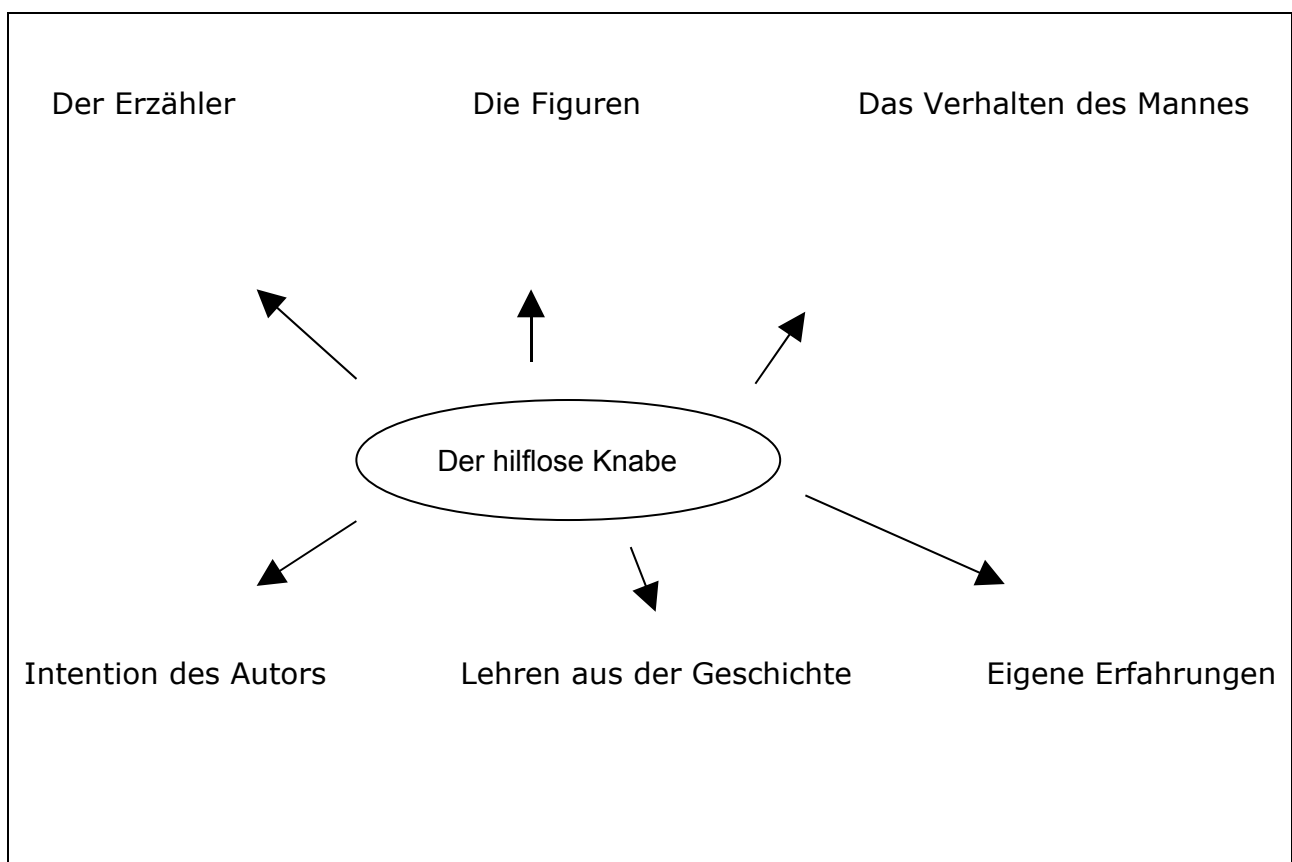 Der Erzähler
Die Figuren
Das Verhalten des Mannes
Der hilflose Knabe
Intention des Autors
Lehren aus der Geschichte
Eigene Erfahrungen